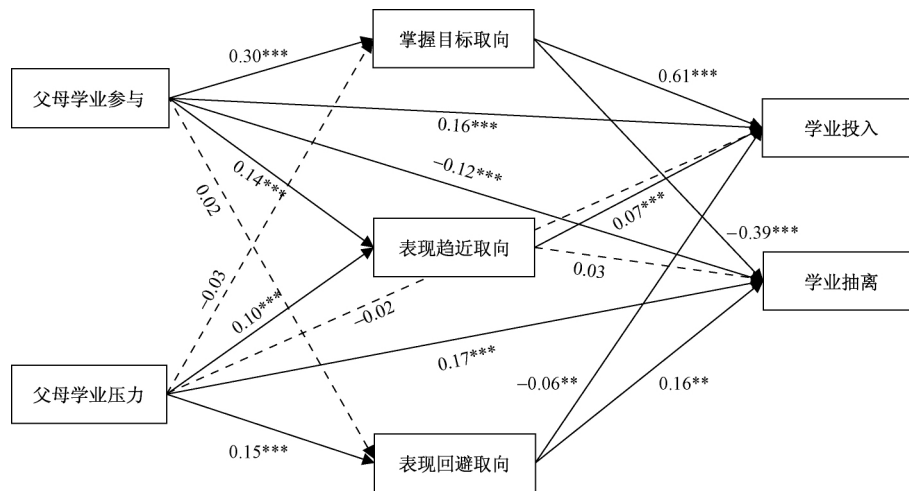 掌握目标取向
0.30***
0.61***
父母学业参与
0.16***
学业投入
−0.12***
0.14***
0.02
0.07***
表现趋近取向
−0.39***
0.03
学业抽离
−0.03
0.10***
−0.02
0.17***
父母学业压力
−0.06**
0.16**
0.15***
表现回避取向